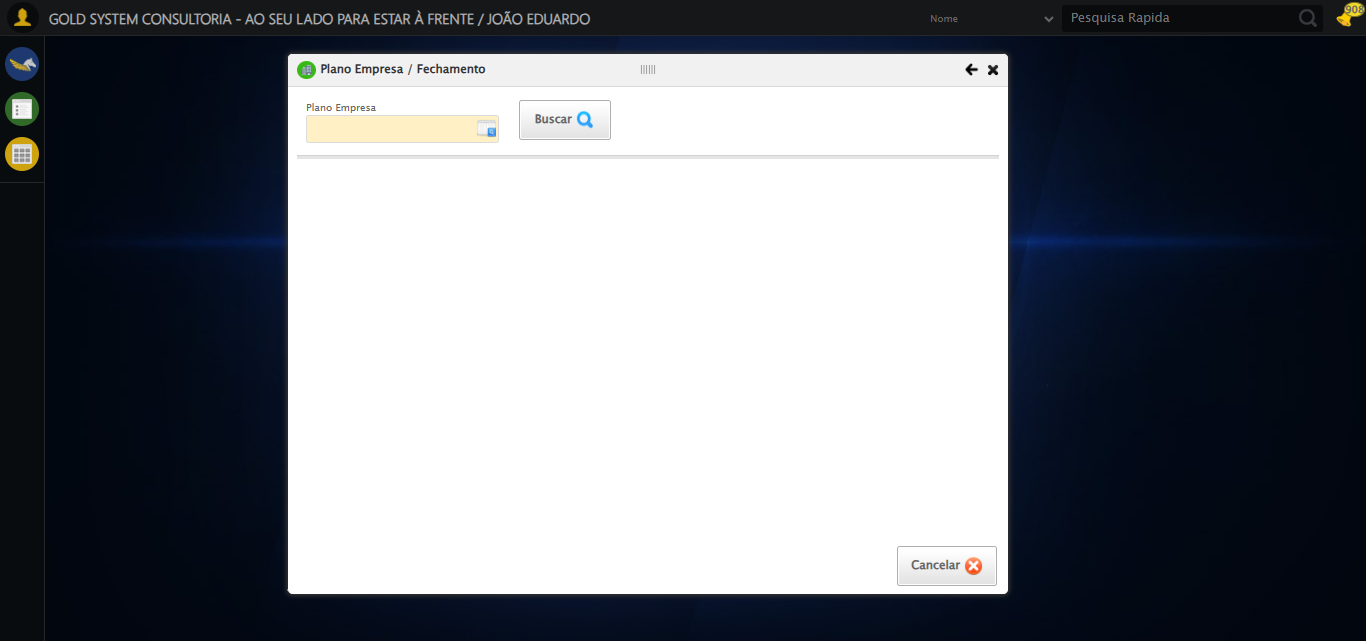 GOLD SYSTEM CONSULTORIA - AO SEU LADO PARA ESTAR À FRENTE / JOÃO EDUARDO
Nome
Pesquisa Rapida
908
Plano Empresa / Fechamento
Plano Empresa
Buscar
Cancelar